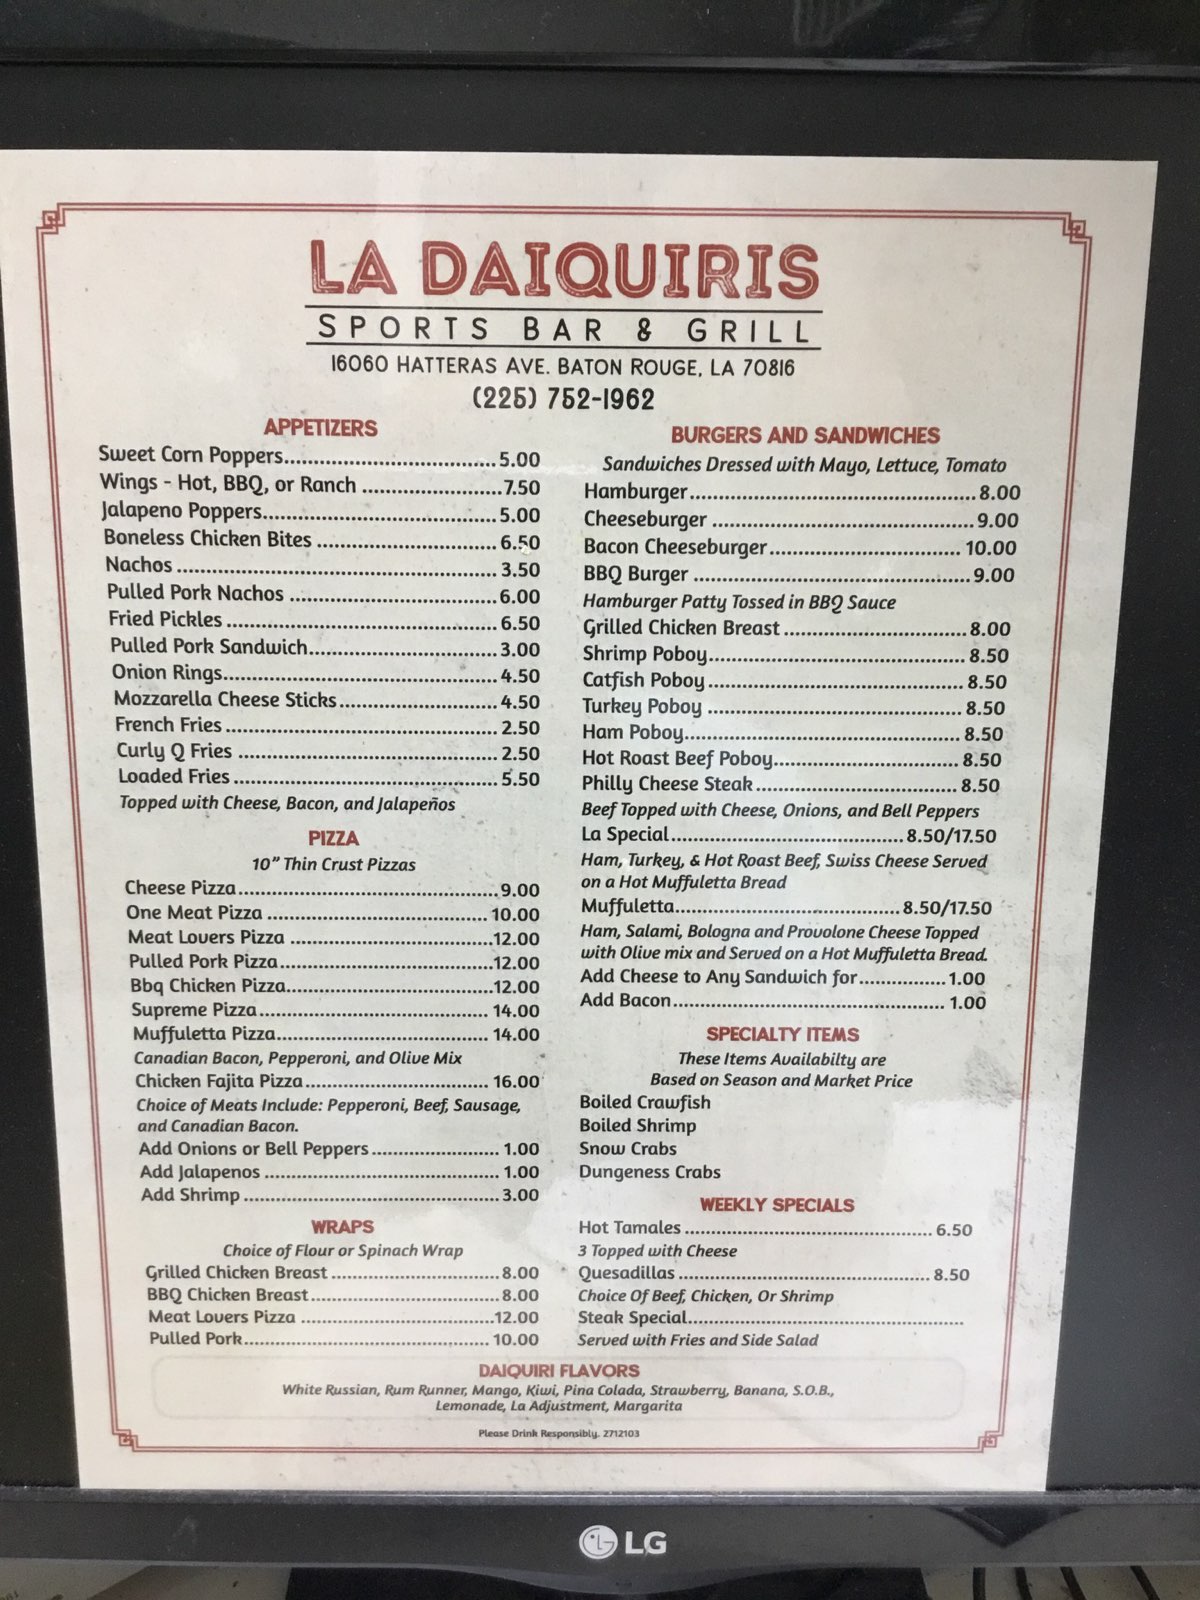 LA DAIQUIRIS
SPORTS BAR & GRILL
16060 HATTERAS AVE. BATON ROUGE, LA 70816
(225) 752-1962
APPETIZERS
Sweet Corn Poppers 5.00
Wings - Hot, BBQ, or Ranch 7.50
Jalapeno Poppers 5.00
Boneless Chicken Bites 6.50
Nachos 3.50
Pulled Pork Nachos 6.00
Fried Pickles 6.50
Pulled Pork Sandwich 3.00
Onion Rings 4.50
Mozzarella Cheese Sticks 4.50
French Fries 2.50
Curly Q Fries 2.50
Loaded Fries 5.50
Topped with Cheese, Bacon, and Jalapeños
PIZZA
10” Thin Crust Pizzas
Cheese Pizza 9.00
One Meat Pizza 10.00
Meat Lovers Pizza 12.00
Pulled Pork Pizza 12.00
Bbq Chicken Pizza 12.00
Supreme Pizza 14.00
Muffuletta Pizza 14.00
Canadian Bacon, Pepperoni, and Olive Mix
Chicken Fajita Pizza 16.00
Choice of Meats Include: Pepperoni, Beef, Sausage,
and Canadian Bacon.
Add Onions or Bell Peppers 1.00
Add Jalapenos 1.00
Add Shrimp 3.00
WRAPS
Choice of Flour or Spinach Wrap
Grilled Chicken Breast 8.00
BBQ Chicken Breast 8.00
Meat Lovers Pizza 12.00
Pulled Pork 10.00
BURGERS AND SANDWICHES
Sandwiches Dressed with Mayo, Lettuce, Tomato
Hamburger 8.00
Cheeseburger 9.00
Bacon Cheeseburger 10.00
BBQ Burger 9.00
Hamburger Patty Tossed in BBQ Sauce
Grilled Chicken Breast 8.00
Shrimp Poboy 8.50
Catfish Poboy 8.50
Turkey Poboy 8.50
Ham Poboy 8.50
Hot Roast Beef Poboy 8.50
Philly Cheese Steak 8.50
Beef Topped with Cheese, Onions, and Bell Peppers
La Special 8.50/17.50
Ham, Turkey, & Hot Roast Beef, Swiss Cheese Served
on a Hot Muffuletta Bread
Muffuletta 8.50/17.50
Ham, Salami, Bologna and Provolone Cheese Topped
with Olive mix and Served on a Hot Muffuletta Bread.
Add Cheese to Any Sandwich for 1.00
Add Bacon 1.00
SPECIALTY ITEMS
These Items Availabilty are
Based on Season and Market Price
Boiled Crawfish
Boiled Shrimp
Snow Crabs
Dungeness Crabs
WEEKLY SPECIALS
Hot Tamales 6.50
3 Topped with Cheese
Quesadillas 8.50
Choice Of Beef, Chicken, Or Shrimp
Steak Special
Served with Fries and Side Salad
DAIQUIRI FLAVORS
White Russian, Rum Runner, Mango, Kiwi, Pina Colada, Strawberry, Banana, S.O.B.,
Lemonade, La Adjustment, Margarita
Please Drink Responsibly. 2712103
LG